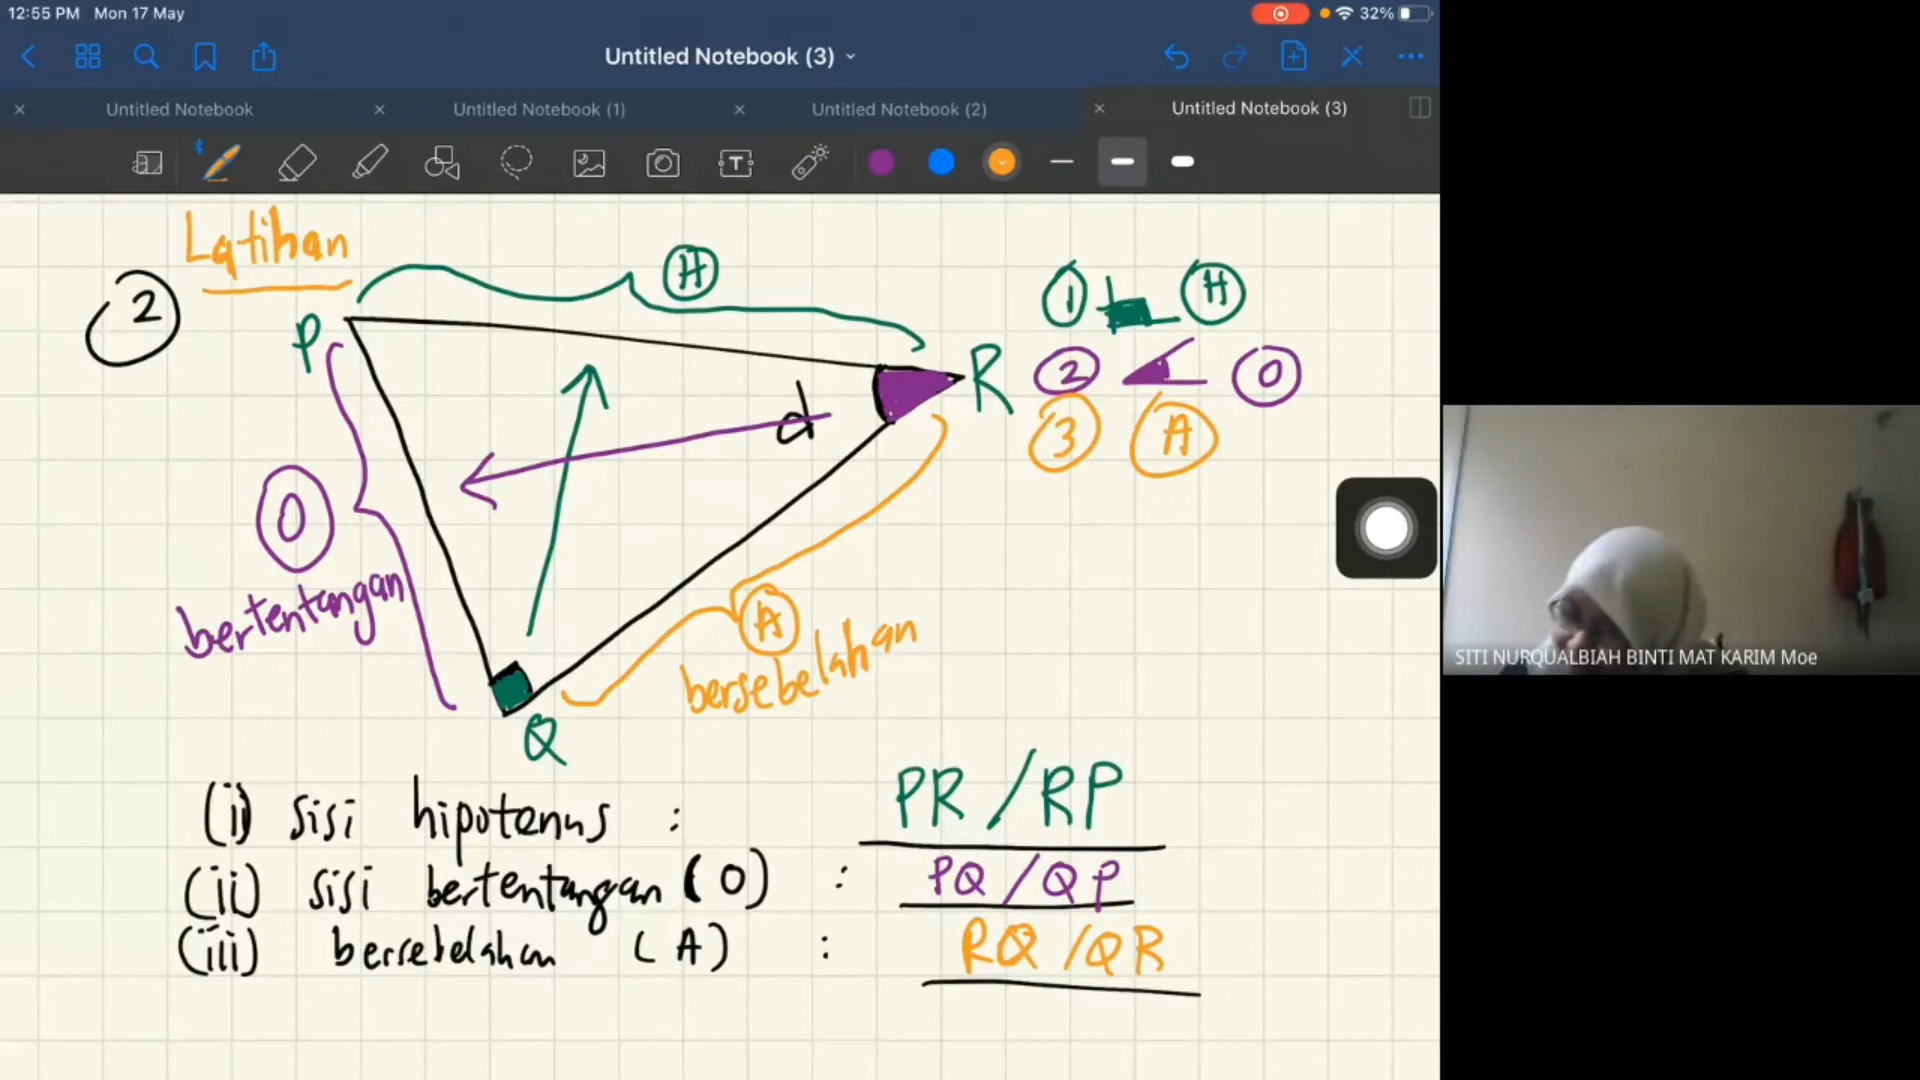 12:55 PM Mon 17 May
32%
Untitled Notebook (3)
Untitled Notebook
Untitled Notebook (1)
Untitled Notebook (2)
Untitled Notebook (3)
T
Latihan
2
H
P
R
1 H
2 O
3 A
d
O
bertentangan
A
bersebelahan
Q
SITI NURQUALBIAH BINTI MAT KARIM Moe
(i) sisi hipotenus : PR / RP
(ii) sisi bertentangan (O) : PQ / QP
(iii) bersebelahan (A) : RQ / QR